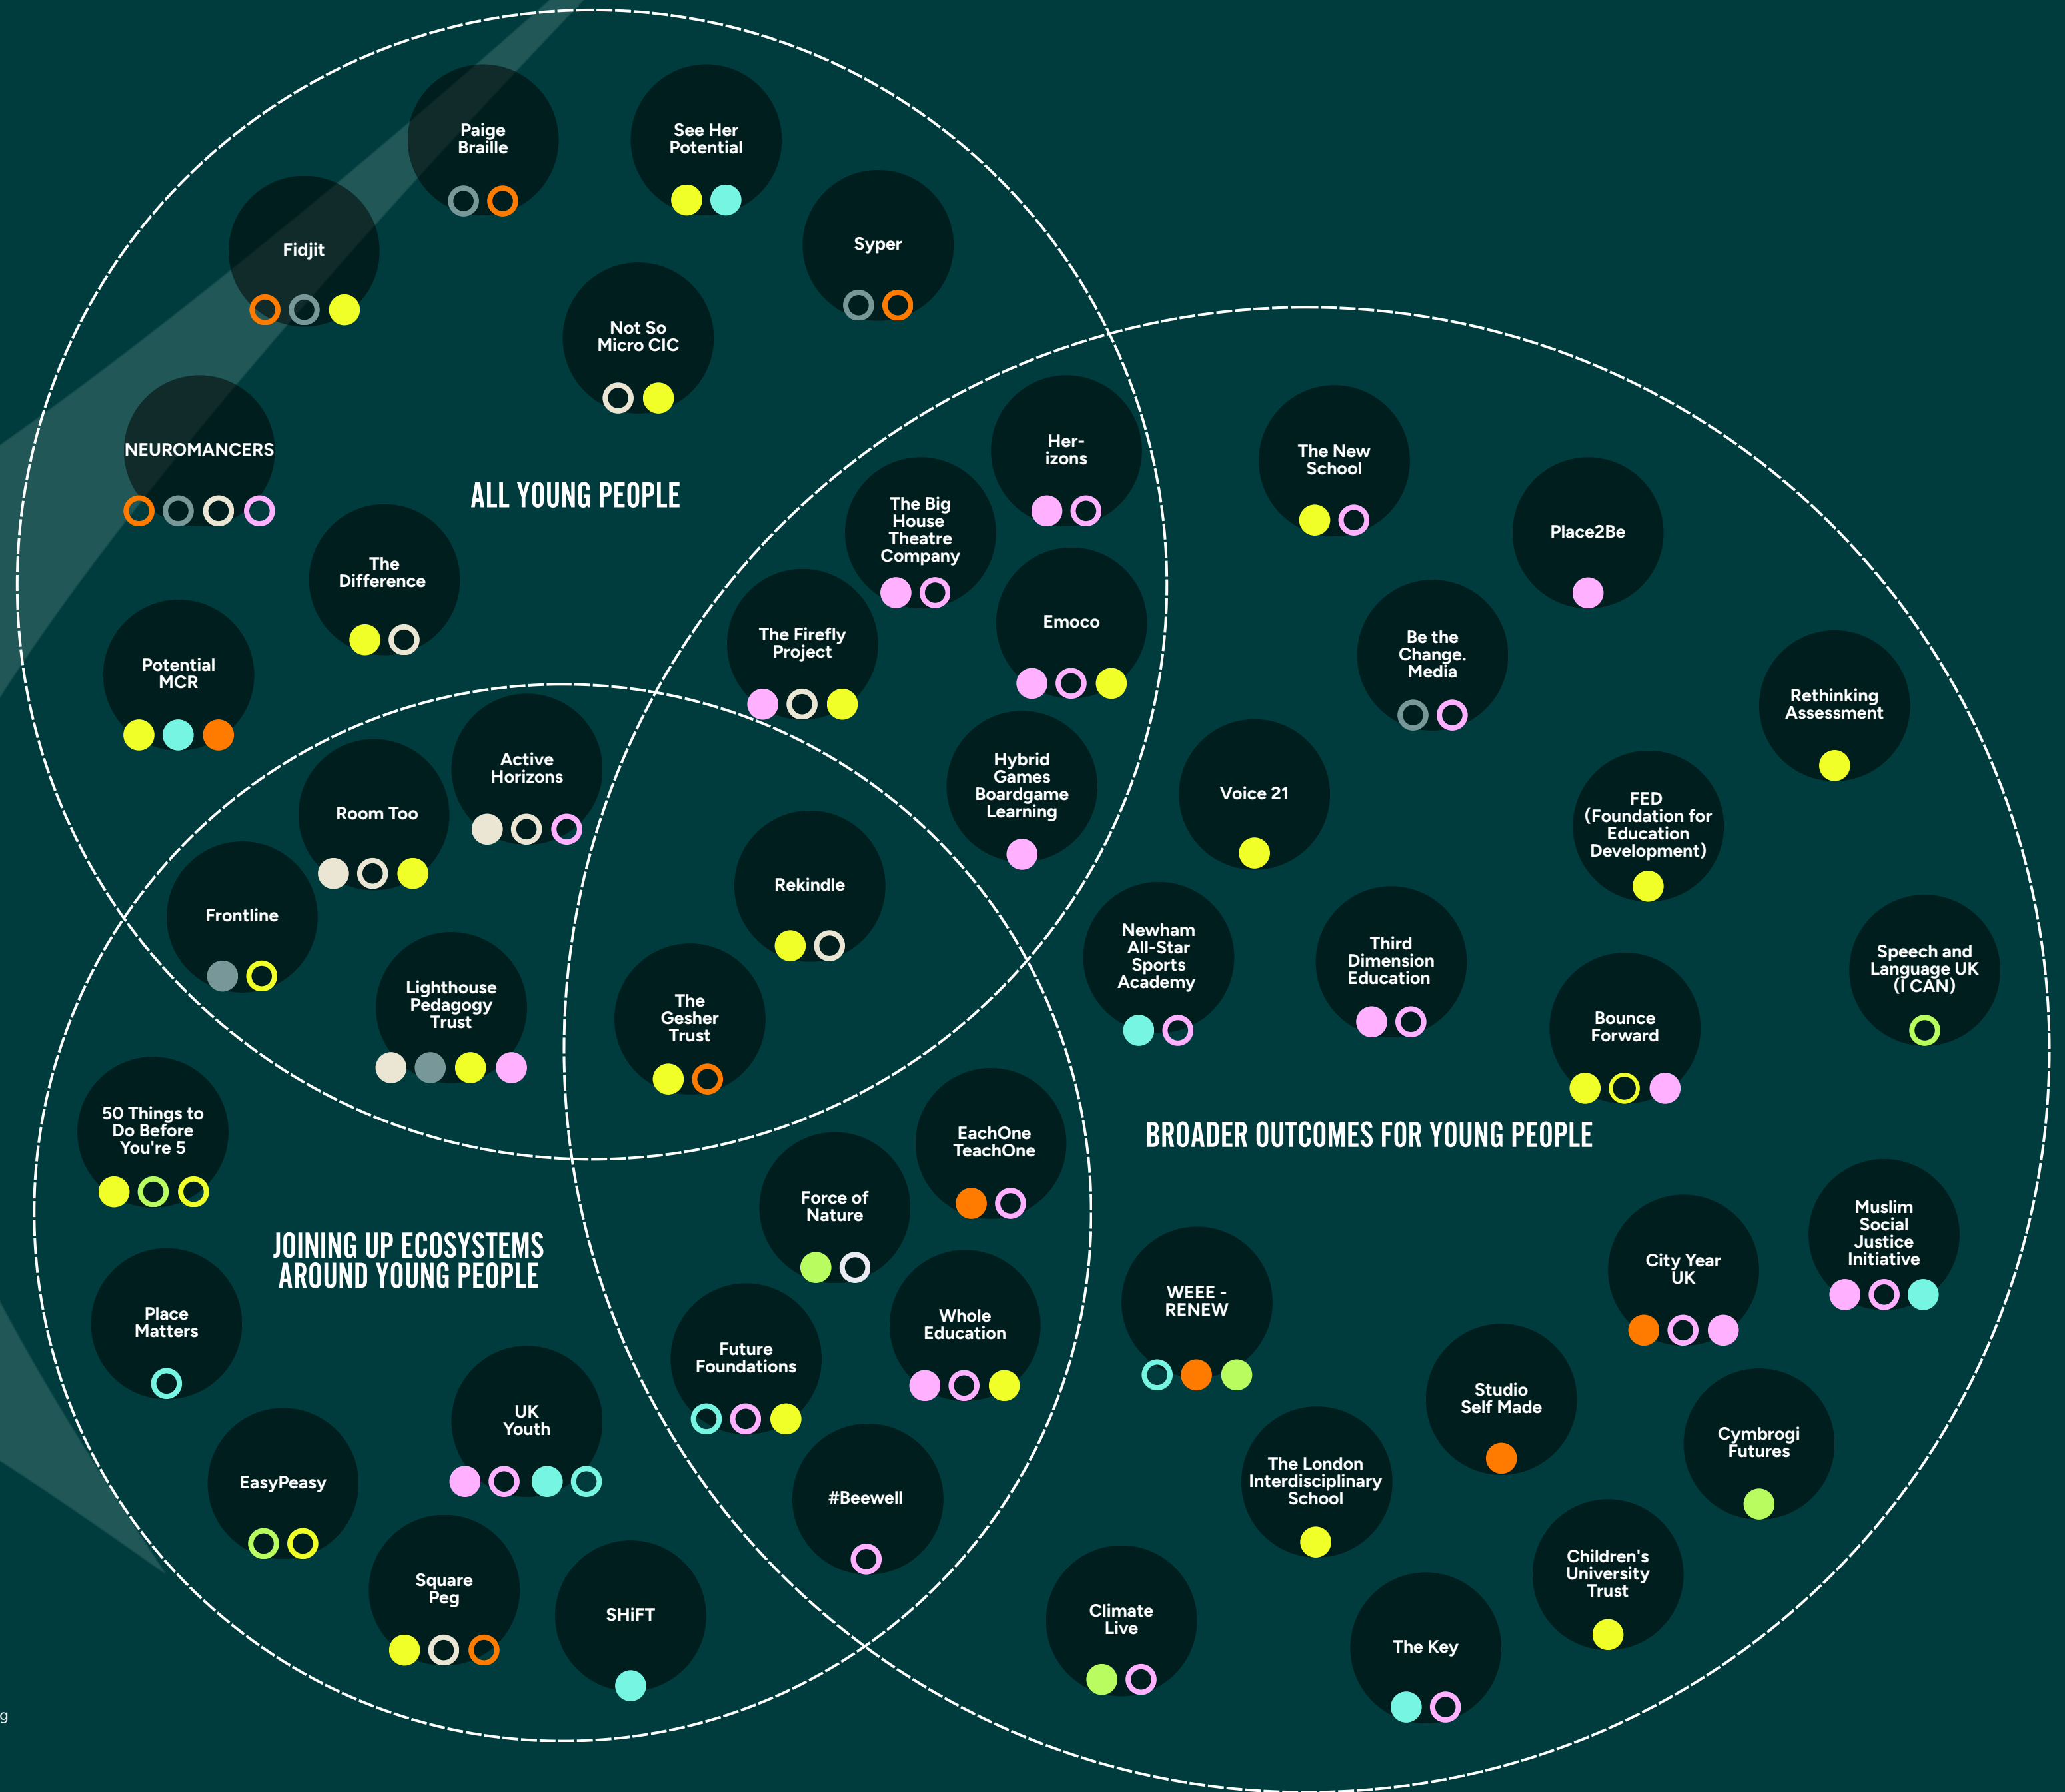 Paige
Braille
See Her
Potential
Syper
Fidjit
Not So
Micro CIC
NEUROMANCERS
ALL YOUNG PEOPLE
The
Difference
Potential
MCR
Her-
izons
The Big
House
Theatre
Company
The Firefly
Project
Emoco
Hybrid
Games
Boardgame
Learning
The New
School
Place2Be
Be the
Change.
Media
Rethinking
Assessment
Voice 21
FED
(Foundation for
Education
Development)
Active
Horizons
Room Too
Frontline
Lighthouse
Pedagogy
Trust
Rekindle
The
Gesher
Trust
Newham
All-Star
Sports
Academy
Third
Dimension
Education
Bounce
Forward
Speech and
Language UK
(I CAN)
BROADER OUTCOMES FOR YOUNG PEOPLE
50 Things to
Do Before
You're 5
JOINING UP ECOSYSTEMS
AROUND YOUNG PEOPLE
Place
Matters
EasyPeasy
UK
Youth
Square
Peg
SHiFT
EachOne
TeachOne
Force of
Nature
Whole
Education
Future
Foundations
#Beewell
WEEE -
RENEW
City Year
UK
Muslim
Social
Justice
Initiative
Studio
Self Made
Cymbrogi
Futures
The London
Interdisciplinary
School
Children's
University
Trust
Climate
Live
The Key
g